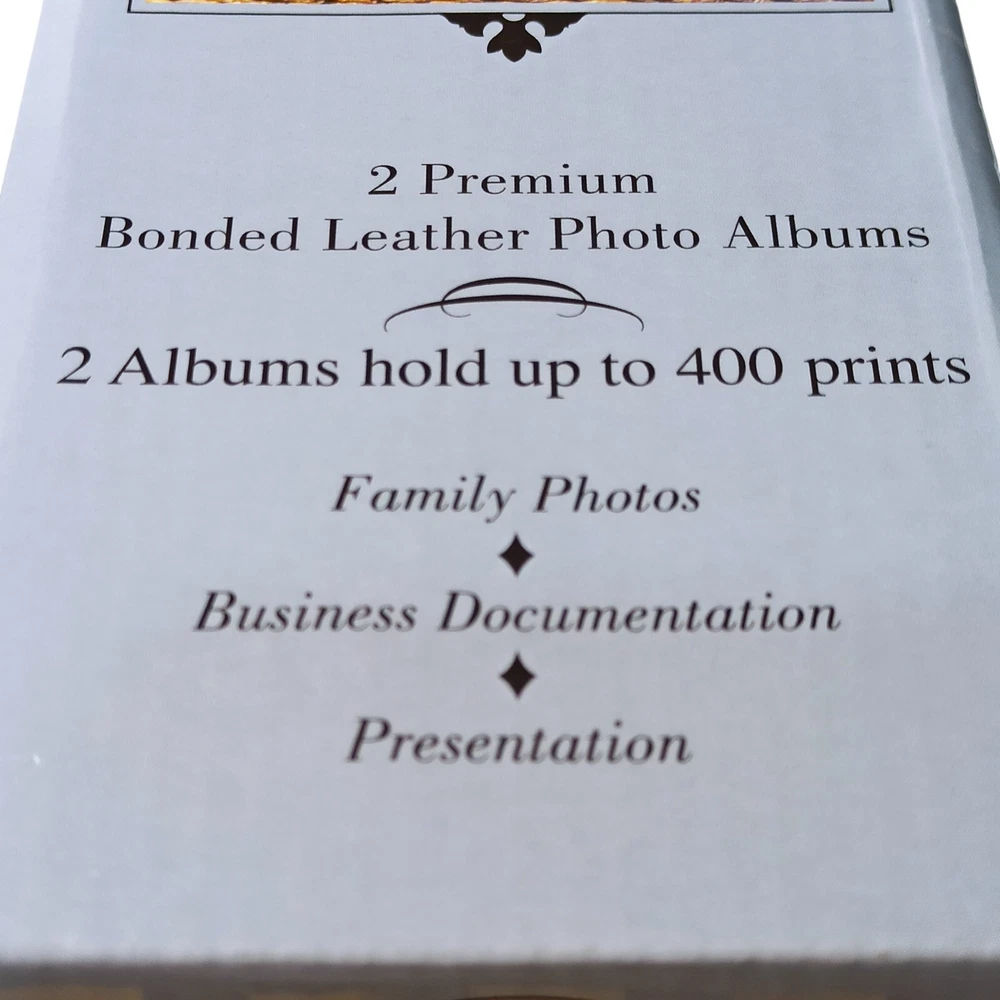 2 Premium
Bonded Leather Photo Albums
2 Albums hold up to 400 prints
Family Photos
Business Documentation
Presentation